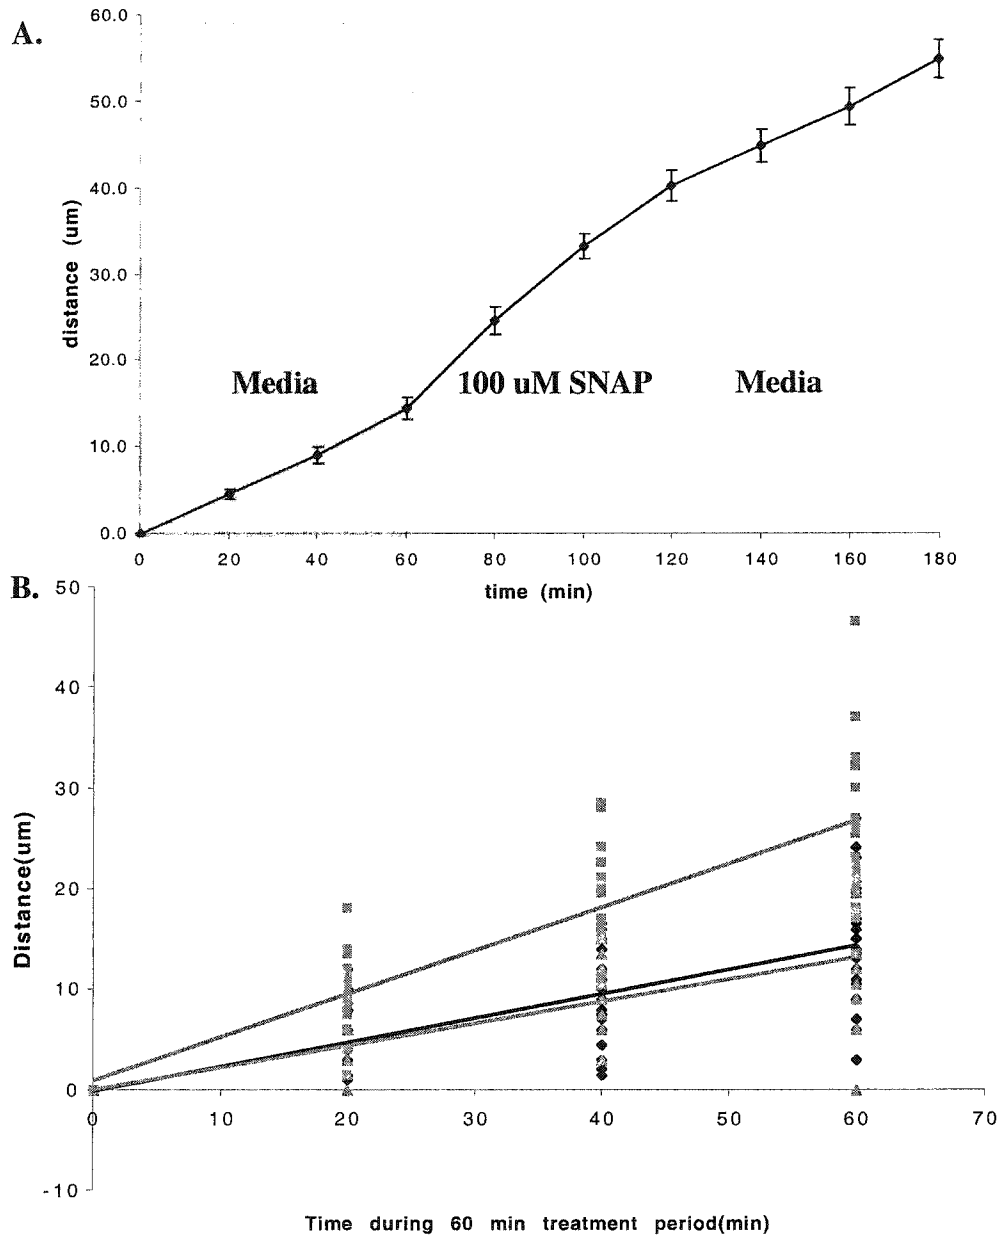 A.
60.0
50.0
40.0
30.0
20.0
10.0
0.0
distance (um)
Media
100 uM SNAP
Media
0 20 40 60 80 100 120 140 160 180
time (min)
B.
50
40
30
20
10
0
-10
Distance(um)
0 10 20 30 40 50 60 70
Time during 60 min treatment period(min)